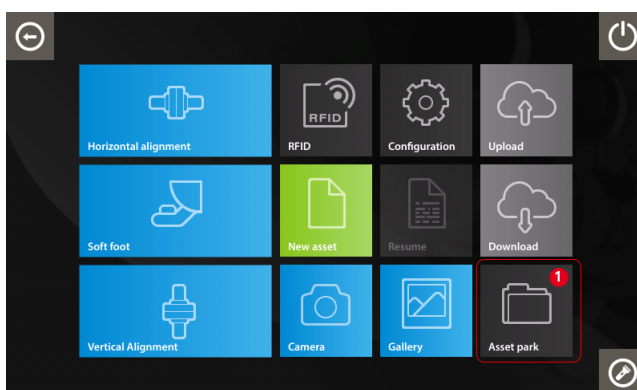 RFID
Horizontal alignment
RFID
Configuration
Upload
Soft foot
New asset
Resume
Download
1
Vertical Alignment
Camera
Gallery
Asset park